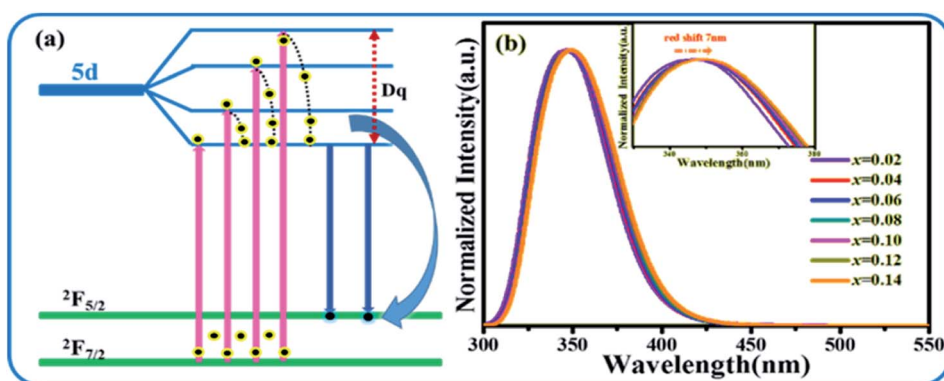 (a)
5d
Dq
²F5/2
²F7/2
(b)
Normalized Intensity(a.u.)
red shift 7nm
Normalized Intensity(a.u.)
340 360 380
Wavelength(nm)
x=0.02
x=0.04
x=0.06
x=0.08
x=0.10
x=0.12
x=0.14
300 350 400 450 500 550
Wavelength(nm)